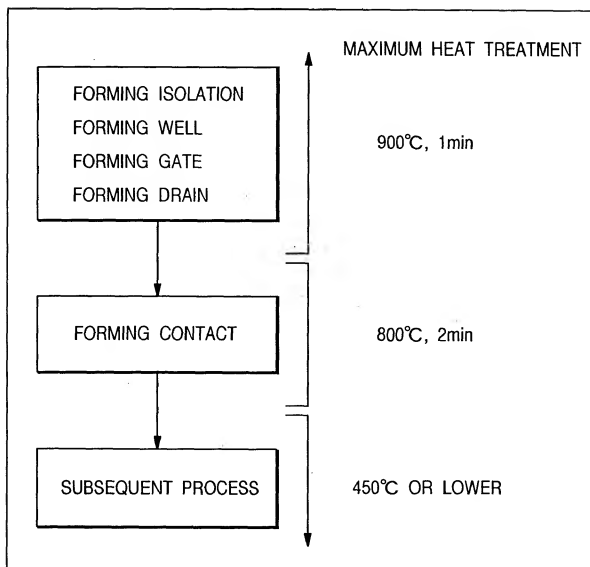 MAXIMUM HEAT TREATMENT
FORMING ISOLATION
FORMING WELL
FORMING GATE
FORMING DRAIN
900℃, 1min
FORMING CONTACT
800℃, 2min
SUBSEQUENT PROCESS
450℃ OR LOWER